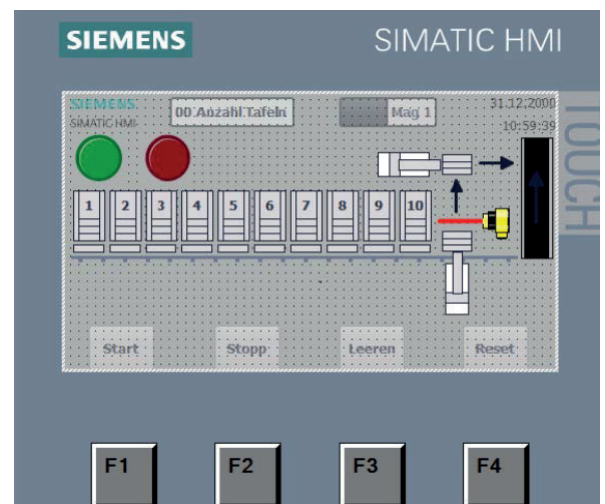 SIEMENS
SIMATIC HMI
SIEMENS
SIMATIC HMI
00 Anzahl Tafeln
Mag 1
31.12.2000
10:59:39
TOUCH
1 2 3 4 5 6 7 8 9 10
Start Stopp Leeren Reset
F1 F2 F3 F4